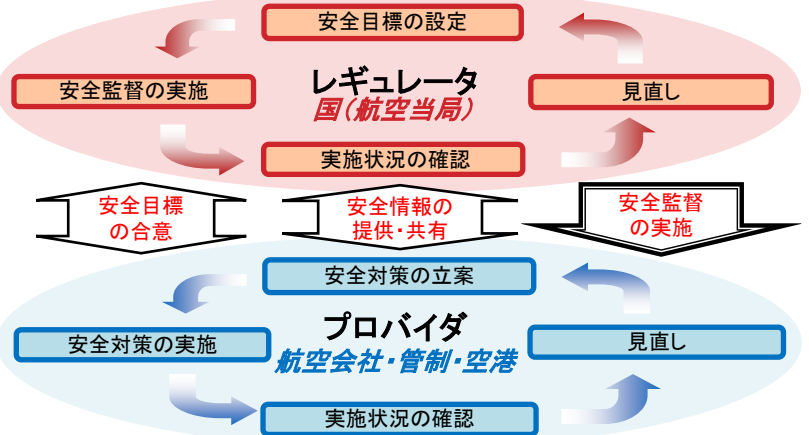 安全目標の設定
安全監督の実施
レギュレータ
国(航空当局)
見直し
実施状況の確認
安全目標
の合意
安全情報の
提供・共有
安全監督
の実施
安全対策の立案
安全対策の実施
プロバイダ
航空会社・管制・空港
見直し
実施状況の確認